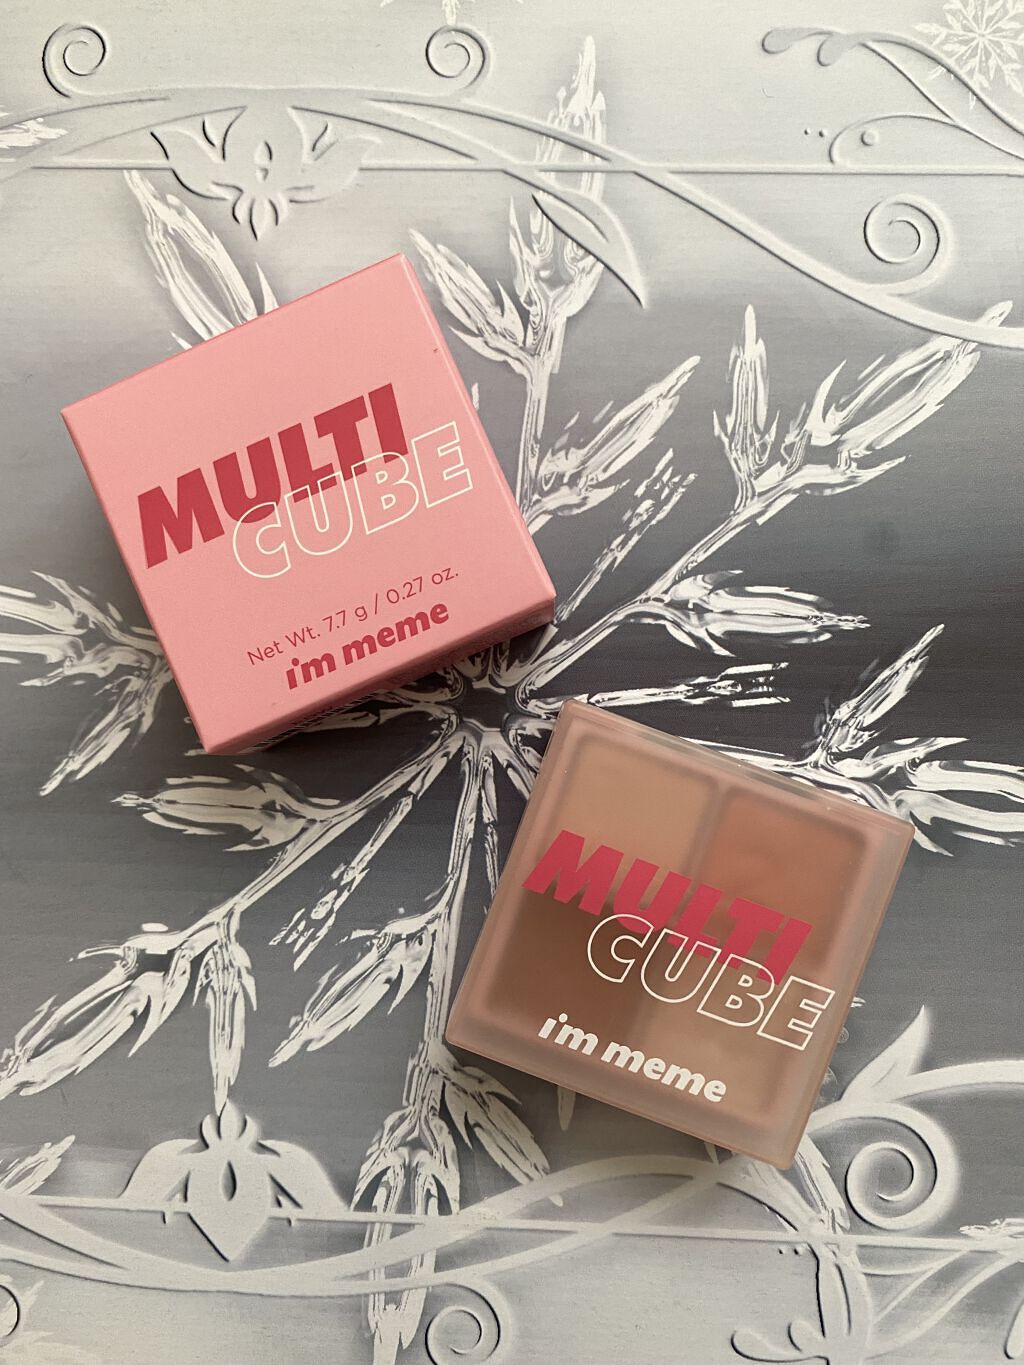 MULTI
CUBE
Net Wt. 7.7 g / 0.27 oz.
i'm meme
MULTI
CUBE
i'm meme